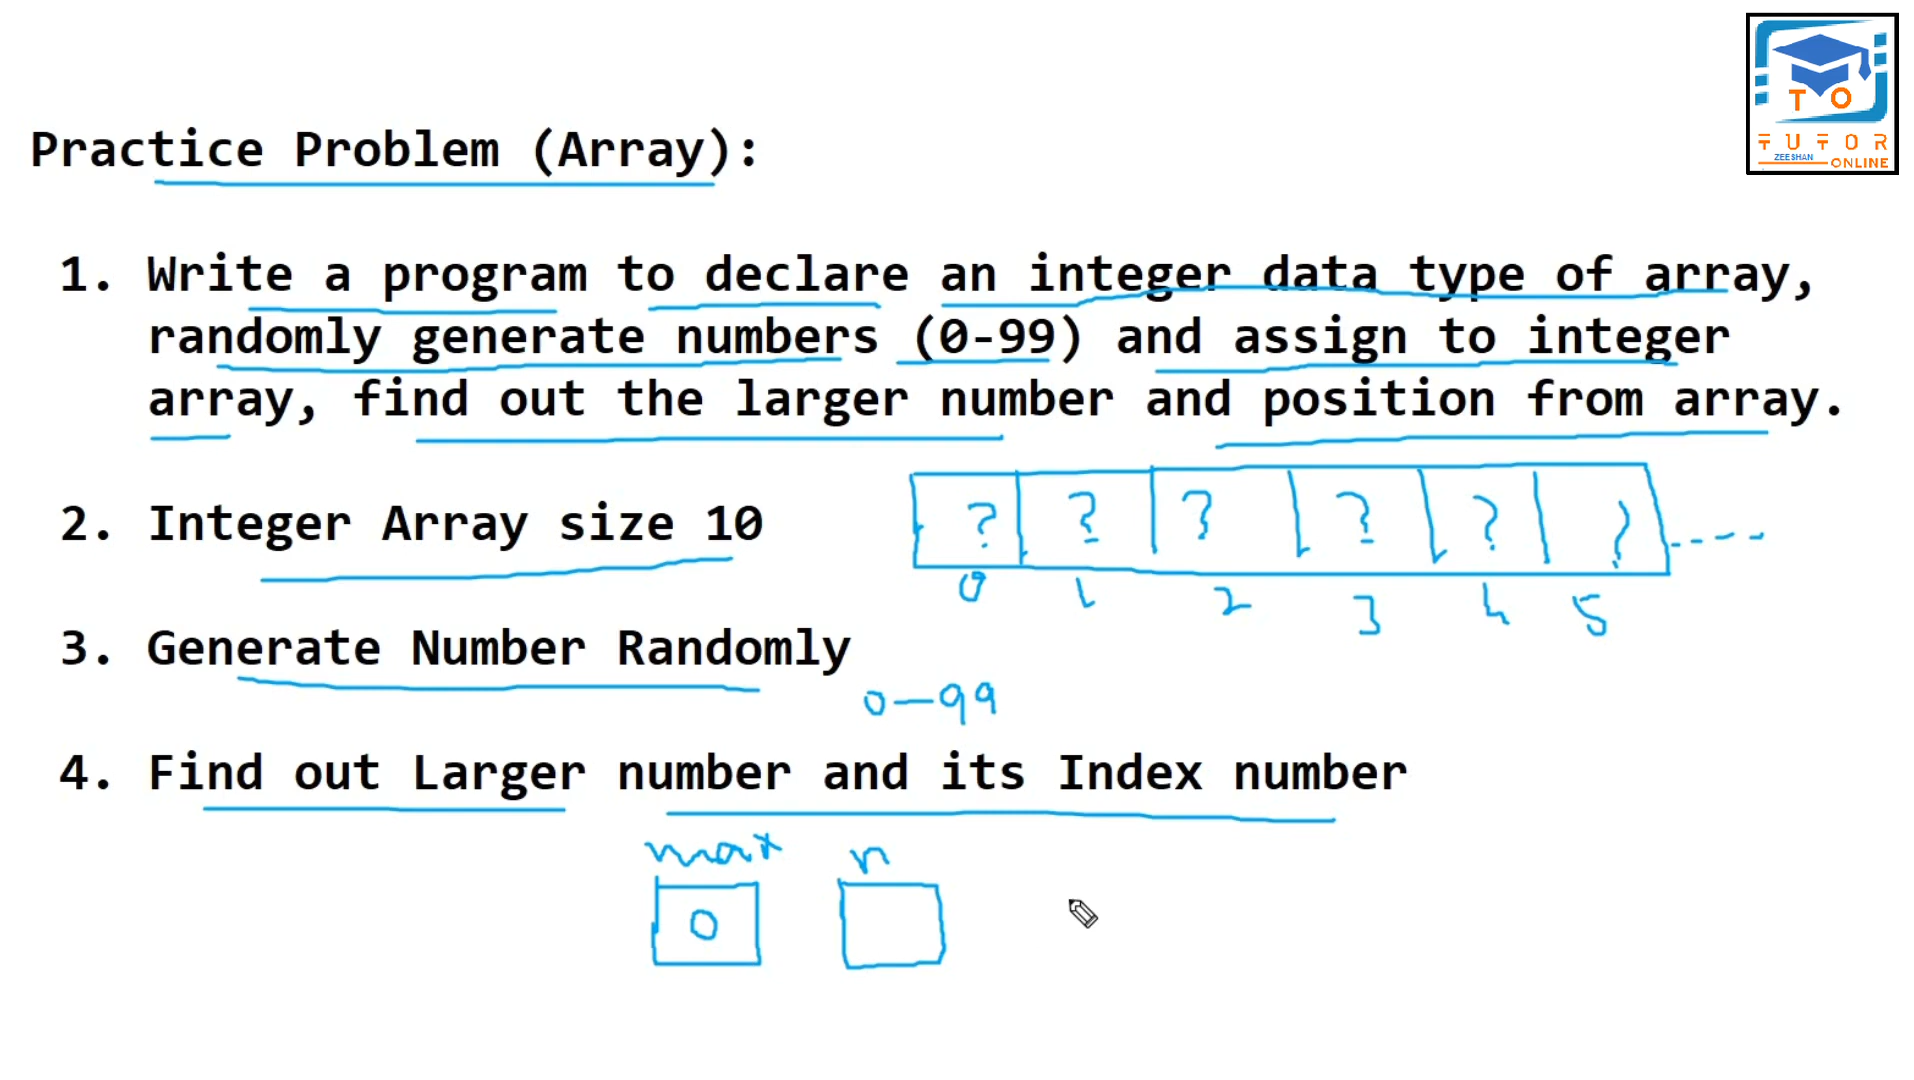 T O
TUTOR
ZEESHAN ONLINE
Practice Problem (Array):
1. Write a program to declare an integer data type of array,
randomly generate numbers (0-99) and assign to integer
array, find out the larger number and position from array.
2. Integer Array size 10
? ? ? ? ? ? ----
0 1 2 3 4 5
3. Generate Number Randomly
0-99
4. Find out Larger number and its Index number
max n
0